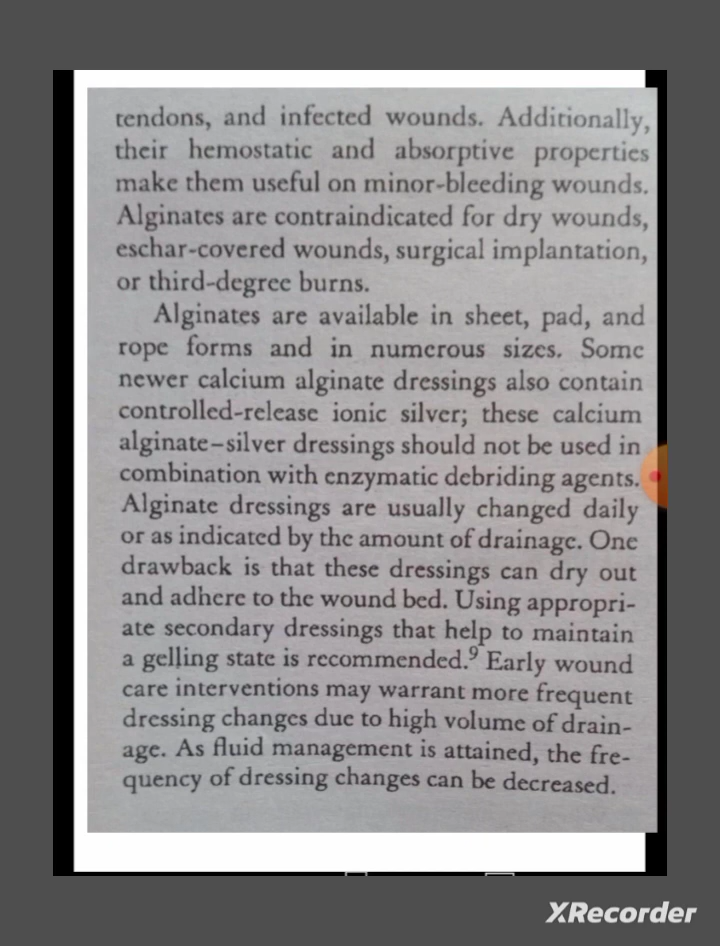 tendons, and infected wounds. Additionally,
their hemostatic and absorptive properties
make them useful on minor-bleeding wounds.
Alginates are contraindicated for dry wounds,
eschar-covered wounds, surgical implantation,
or third-degree burns.
Alginates are available in sheet, pad, and
rope forms and in numerous sizes. Some
newer calcium alginate dressings also contain
controlled-release ionic silver; these calcium
alginate–silver dressings should not be used in
combination with enzymatic debriding agents.
Alginate dressings are usually changed daily
or as indicated by the amount of drainage. One
drawback is that these dressings can dry out
and adhere to the wound bed. Using appropri-
ate secondary dressings that help to maintain
a gelling state is recommended.⁹ Early wound
care interventions may warrant more frequent
dressing changes due to high volume of drain-
age. As fluid management is attained, the fre-
quency of dressing changes can be decreased.
XRecorder